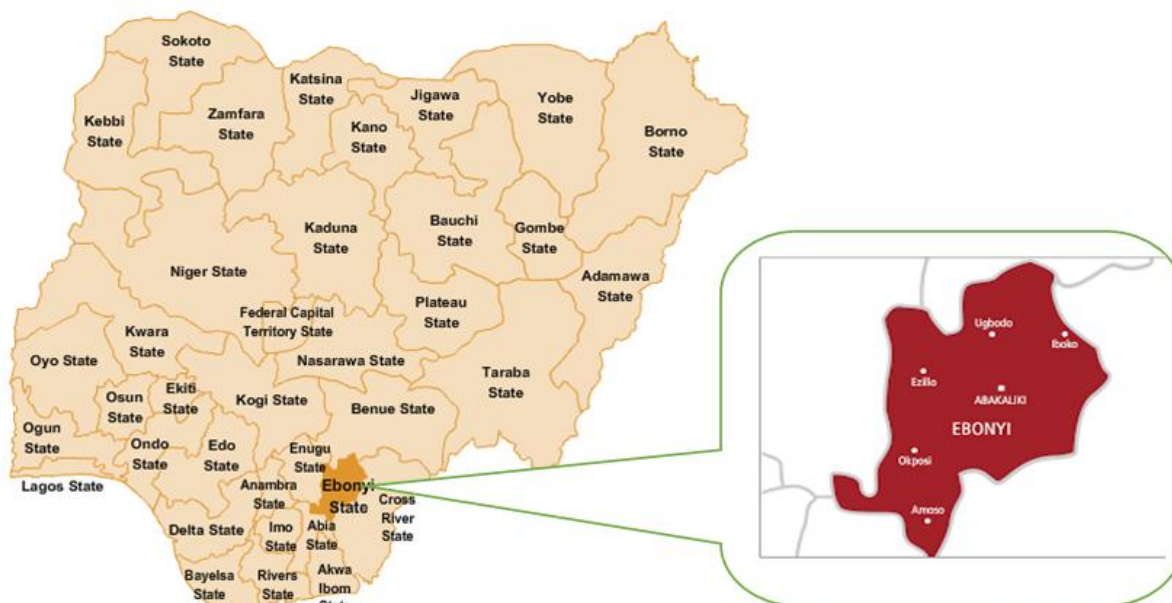 Sokoto
State
Katsina
State
Jigawa
State
Yobe
State
Kebbi
State
Zamfara
State
Kano
State
Borno
State
Kaduna
State
Bauchi
State
Gombe
State
Niger State
Adamawa
State
Federal Capital
Territory State
Plateau
State
Kwara
State
Oyo State
Nasarawa State
Taraba
State
Osun
State
Ekiti
State
Kogi State
Benue State
Ogun
State
Ondo
State
Edo
State
Enugu
State
Lagos State
Anambra
State
Ebonyi
State
Cross
River
State
Delta State
Imo
State
Abia
State
Bayelsa
State
Rivers
State
Akwa
Ibom
State
Ugbodo
Iboko
Ezillo
ABAKALIKI
EBONYI
Okposi
Amaso